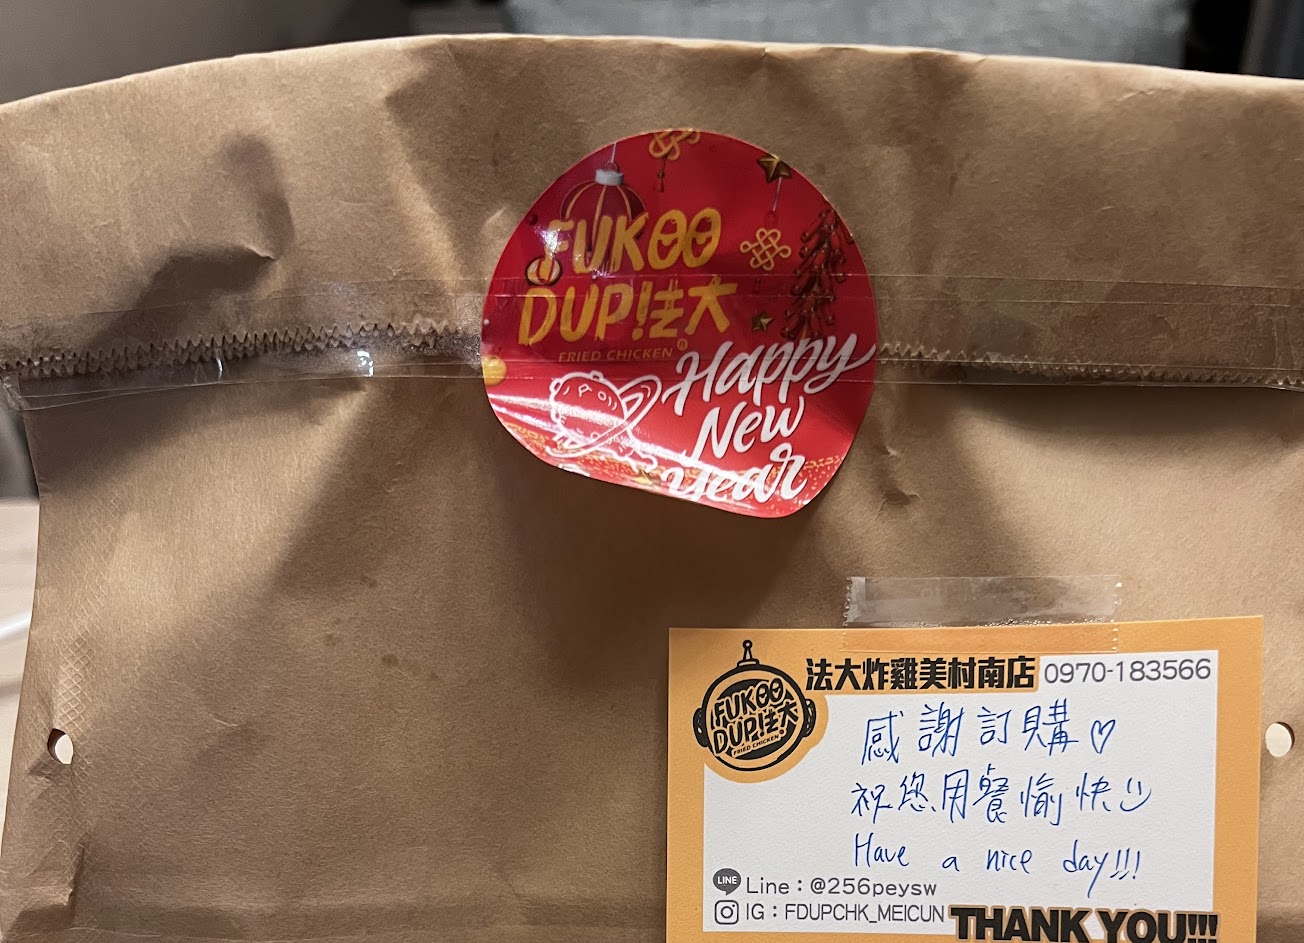 FUKOO
DUP!法大
FRIED CHICKEN ®
Happy
New
Year
FUKOO
DUP!法大
FRIED CHICKEN
法大炸雞美村南店 0970-183566
感謝訂購♡
祝您用餐愉快
Have a nice day!!!
LINE Line：@256peysw
IG：FDUPCHK_MEICUN
THANK YOU!!!